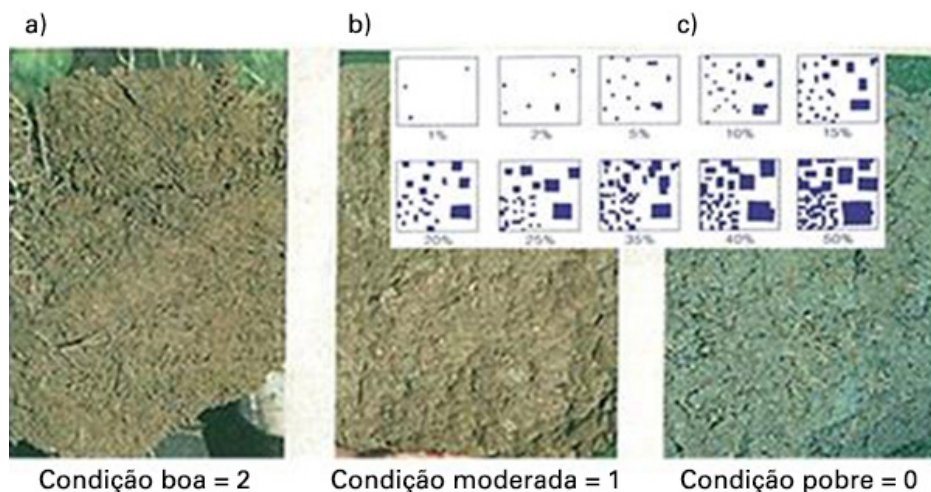 a) b) c)
1% 2% 5% 10% 15%
20% 25% 35% 40% 50%
Condição boa = 2 Condição moderada = 1 Condição pobre = 0